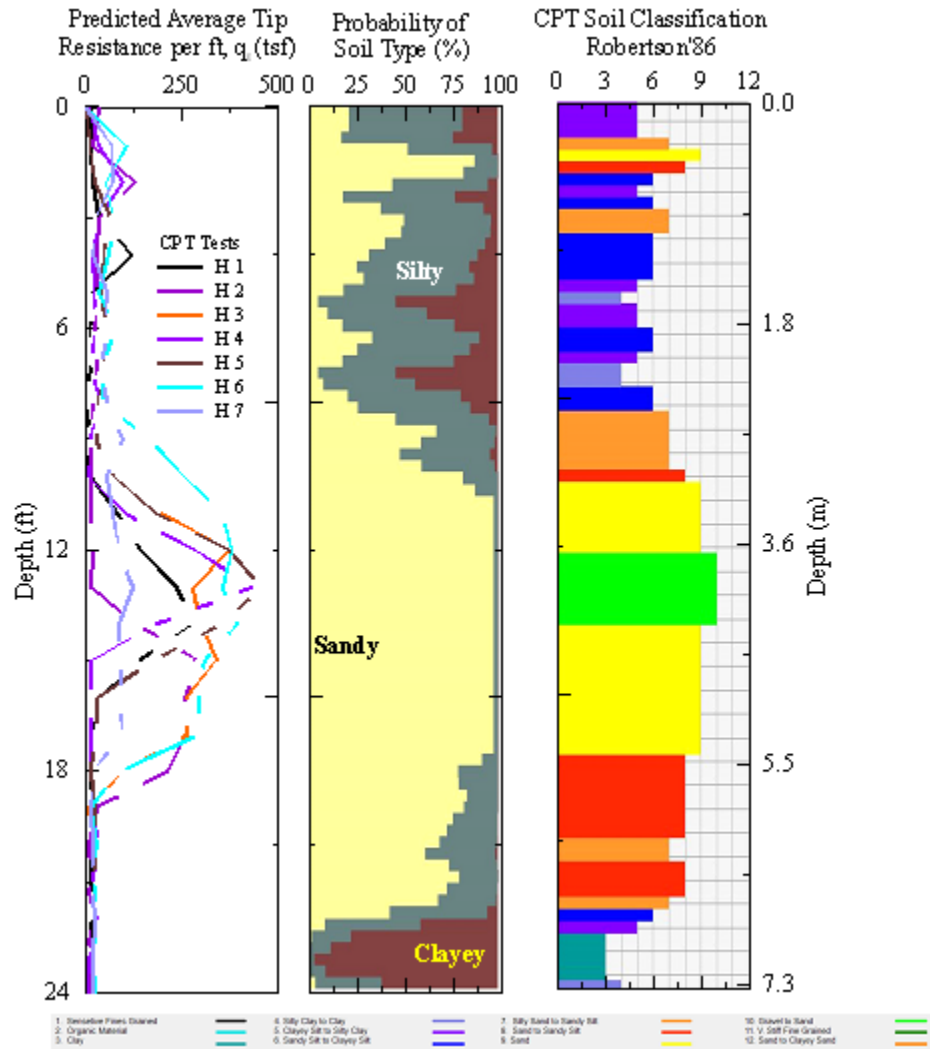 Predicted Average Tip
Resistance per ft, q (tsf)
0 250 500
Probability of
Soil Type (%)
0 25 50 75 100
CPT Soil Classification
Robertson'86
0 3 6 9 12
0
6
12
18
24
Depth (ft)
CPT Tests
H 1
H 2
H 3
H 4
H 5
H 6
H 7
Silty
Sandy
Clayey
0.0
1.8
3.6
5.5
7.3
Depth (m)
1. Sensetive Fines Grained
2. Organic Material
3. Clay
4. Silty Clay to Clay
5. Clayey Silt to Silty Clay
6. Sandy Silt to Clayey Silt
7. Silty Sand to Sandy Silt
8. Sand to Sandy Silt
9. Sand
10. Gravel to Sand
11. V. Stiff Fine Grained
12. Sand to Clayey Sand